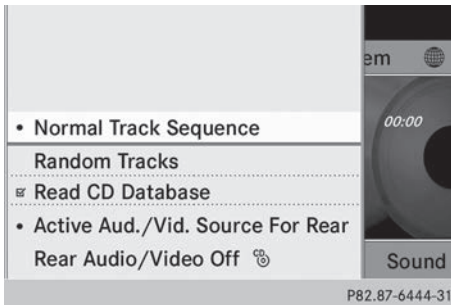 em
00:00
• Normal Track Sequence
Random Tracks
Read CD Database
• Active Aud./Vid. Source For Rear
Rear Audio/Video Off CD
Sound
P82.87-6444-31